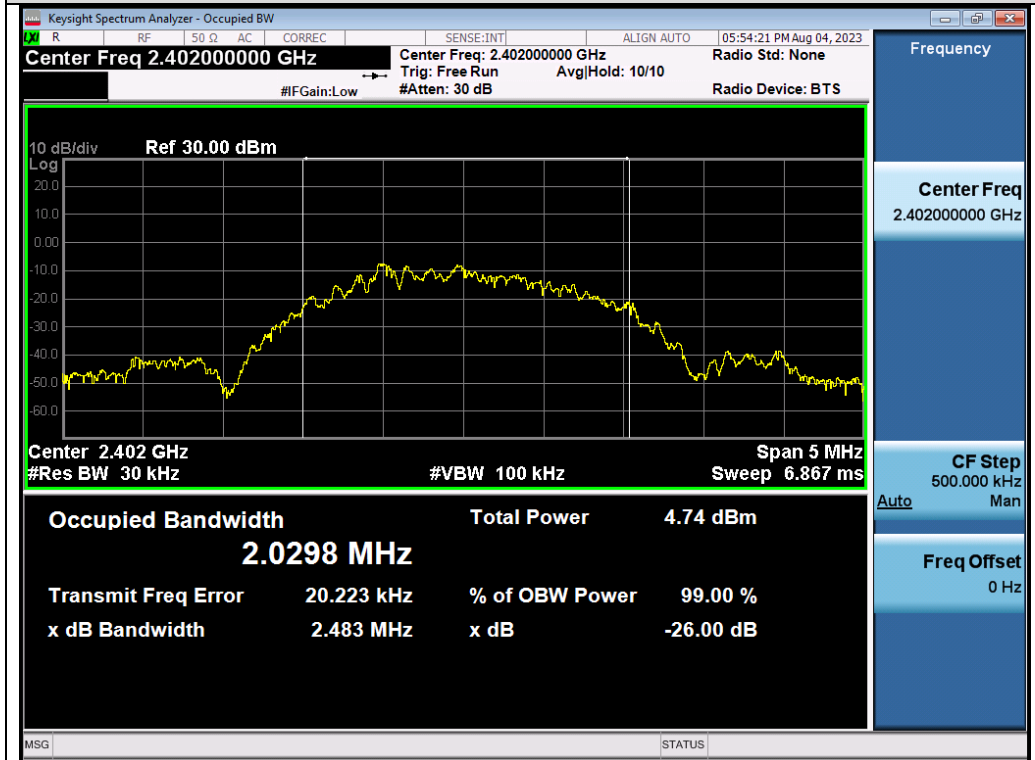 Keysight Spectrum Analyzer - Occupied BW
LXI R RF 50 Ω AC CORREC SENSE:INT ALIGN AUTO 05:54:21 PM Aug 04, 2023
Center Freq 2.402000000 GHz
Center Freq: 2.402000000 GHz Radio Std: None
Trig: Free Run Avg|Hold: 10/10
#IFGain:Low #Atten: 30 dB Radio Device: BTS
Frequency
10 dB/div Ref 30.00 dBm
Log
20.0
10.0
0.00
-10.0
-20.0
-30.0
-40.0
-50.0
-60.0
Center 2.402 GHz Span 5 MHz
#Res BW 30 kHz #VBW 100 kHz Sweep 6.867 ms
Occupied Bandwidth Total Power 4.74 dBm
2.0298 MHz
Transmit Freq Error 20.223 kHz % of OBW Power 99.00 %
x dB Bandwidth 2.483 MHz x dB -26.00 dB
Center Freq
2.402000000 GHz
CF Step
500.000 kHz
Auto Man
Freq Offset
0 Hz
MSG STATUS